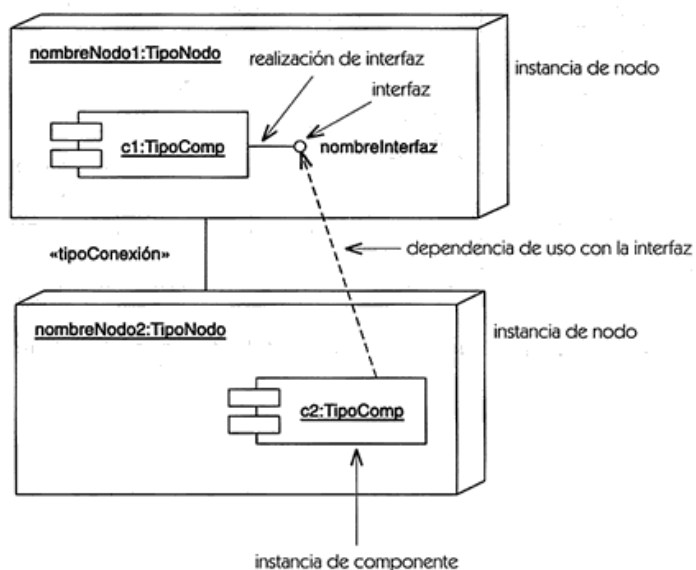 nombreNodo1:TipoNodo
realización de interfaz
instancia de nodo
interfaz
c1:TipoComp
nombreInterfaz
«tipoConexión»
dependencia de uso con la interfaz
nombreNodo2:TipoNodo
instancia de nodo
c2:TipoComp
instancia de componente